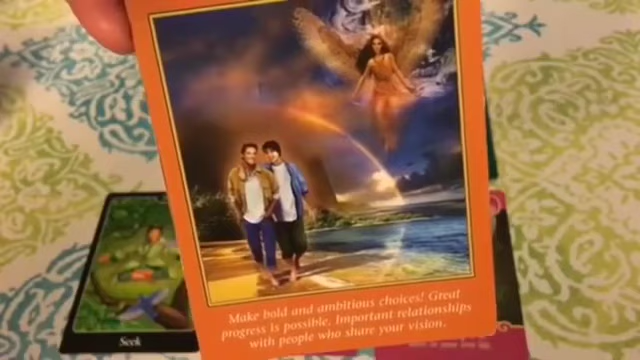 Make bold and ambitious choices! Great
progress is possible. Important relationships
with people who share your vision.
Seek